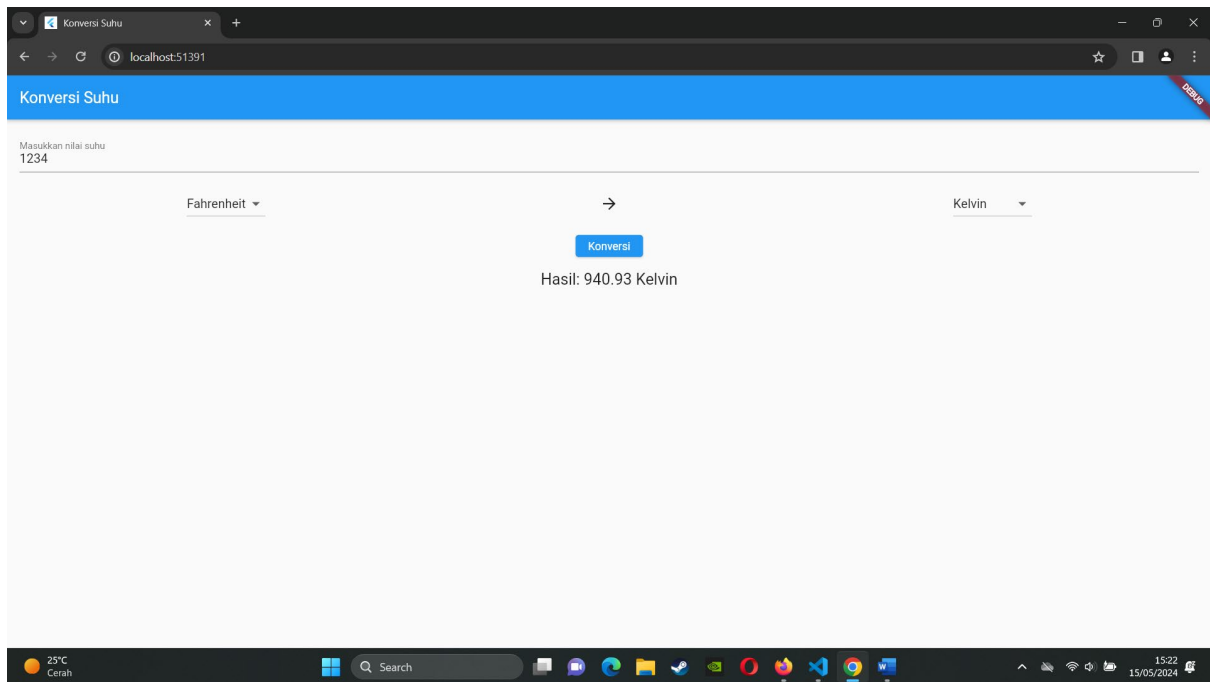 Konversi Suhu
localhost:51391
Konversi Suhu
DEBUG
Masukkan nilai suhu
1234
Fahrenheit
Kelvin
Konversi
Hasil: 940.93 Kelvin
25°C
Cerah
Search
15:22
15/05/2024